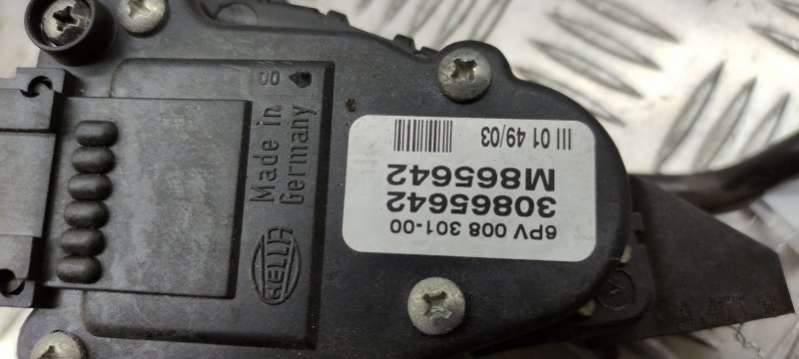 6PV 008 301-00
30865642
M865642
III 01 49/03
HELLA
Made in
Germany
00